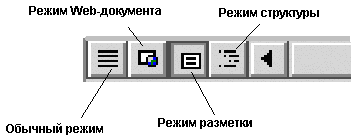 Режим Web-документа
Режим структуры
Обычный режим
Режим разметки